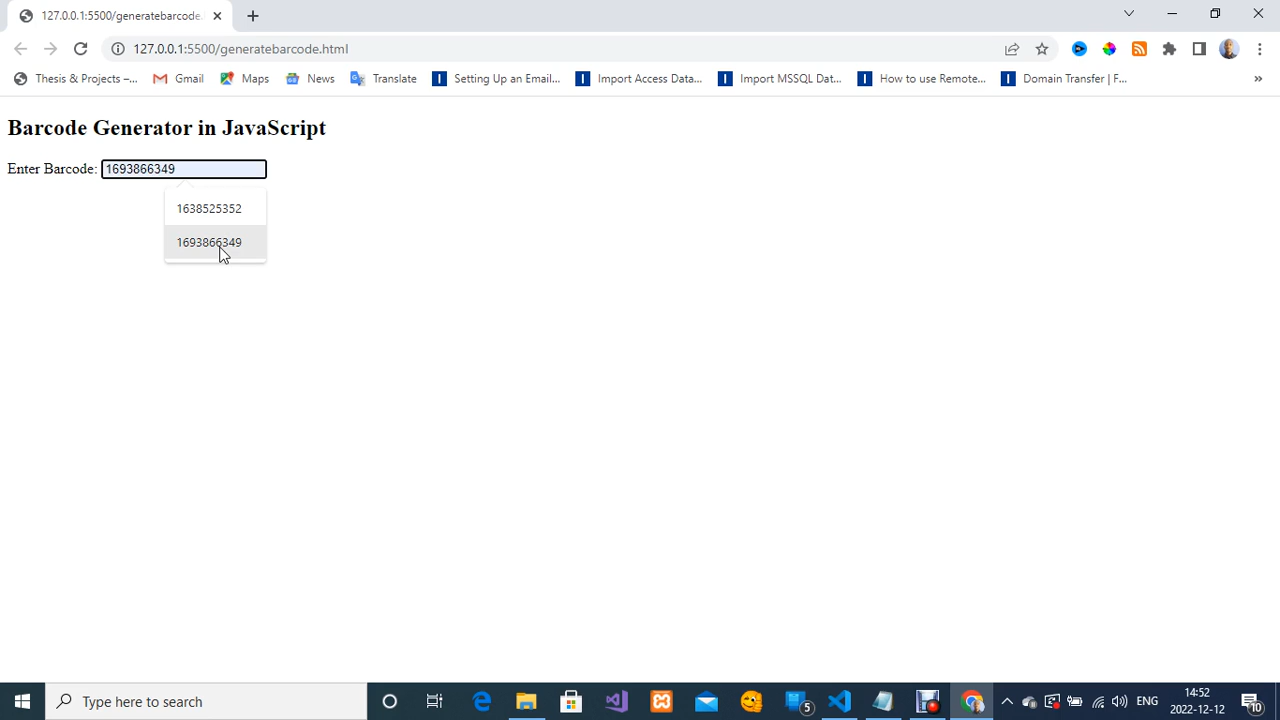 127.0.0.1:5500/generatebarcode.
127.0.0.1:5500/generatebarcode.html
Thesis & Projects –... Gmail Maps News Translate Setting Up an Email... Import Access Data... Import MSSQL Dat... How to use Remote... Domain Transfer | F... »
Barcode Generator in JavaScript
Enter Barcode: 1693866349
1638525352
1693866349
Type here to search 5 ENG 14:52 10
2022-12-12